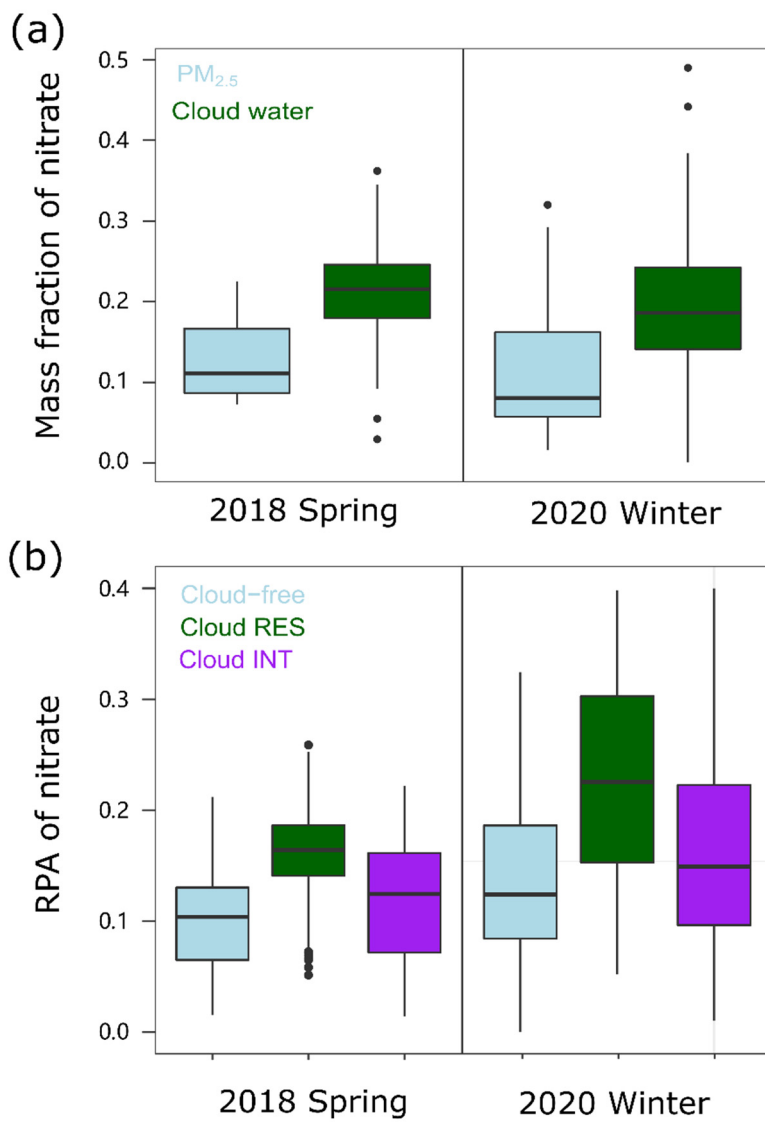 (a)
Mass fraction of nitrate
0.5
0.4
0.3
0.2
0.1
0.0
PM2.5
Cloud water
2018 Spring
2020 Winter
(b)
RPA of nitrate
0.4
0.3
0.2
0.1
0.0
Cloud−free
Cloud RES
Cloud INT
2018 Spring
2020 Winter